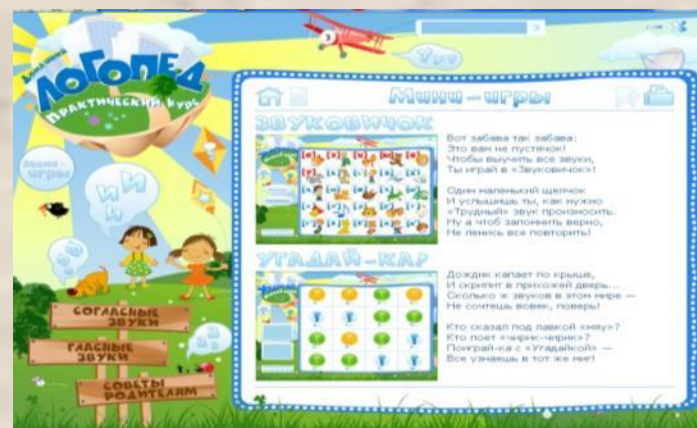 Домашний
ЛОГОПЕД
ПРАКТИЧЕСКИЙ КУРС
МИНИ-
ИГРЫ
И И
И
СОГЛАСНЫЕ
ЗВУКИ
ГЛАСНЫЕ
ЗВУКИ
СОВЕТЫ
РОДИТЕЛЯМ
Мини-игры
ЗВУКОВИЧОК
Вот забава так забава:
Это вам не пустячок!
Чтобы выучить все звуки,
Ты играй в «Звуковичок»!
Один маленький щелчок
И услышишь ты, как нужно
«Трудный» звук произносить.
Ну а чтоб запомнить верно,
Не ленись все повторить!
УГАДАЙ-КА
Дождик капает по крыше,
И скрипит в прихожей дверь...
Сколько ж звуков в этом мире —
Не сочтешь вовек, поверь!
Кто сказал под лавкой «мяу»?
Кто поет «чирик-чирик»?
Поиграй-ка с «Угадайкой» —
Все узнаешь в тот же миг!